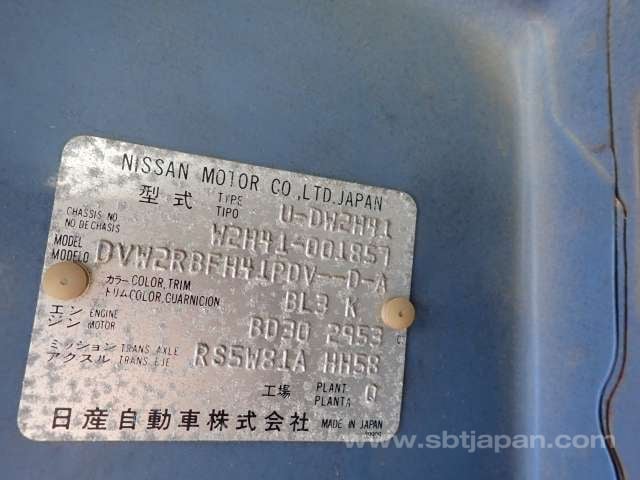 NISSAN MOTOR CO.,LTD.JAPAN
型式 TYPE TIPO U-DW2H41
CHASSIS NO NO DE CHASIS W2H41-001857
MODEL MODELO DVW2RBFH41PDV--D-A
カラー COLOR, TRIM トリム COLOR, GUARNICION BL3 K
エンジン ENGINE MOTOR BD30 2953 C
ミッション TRANS AXLE アクスル TRANS EJE RS5W81A HH58
工場 PLANT PLANTA Q
日産自動車株式会社 MADE IN JAPAN
www.sbtjapan.com